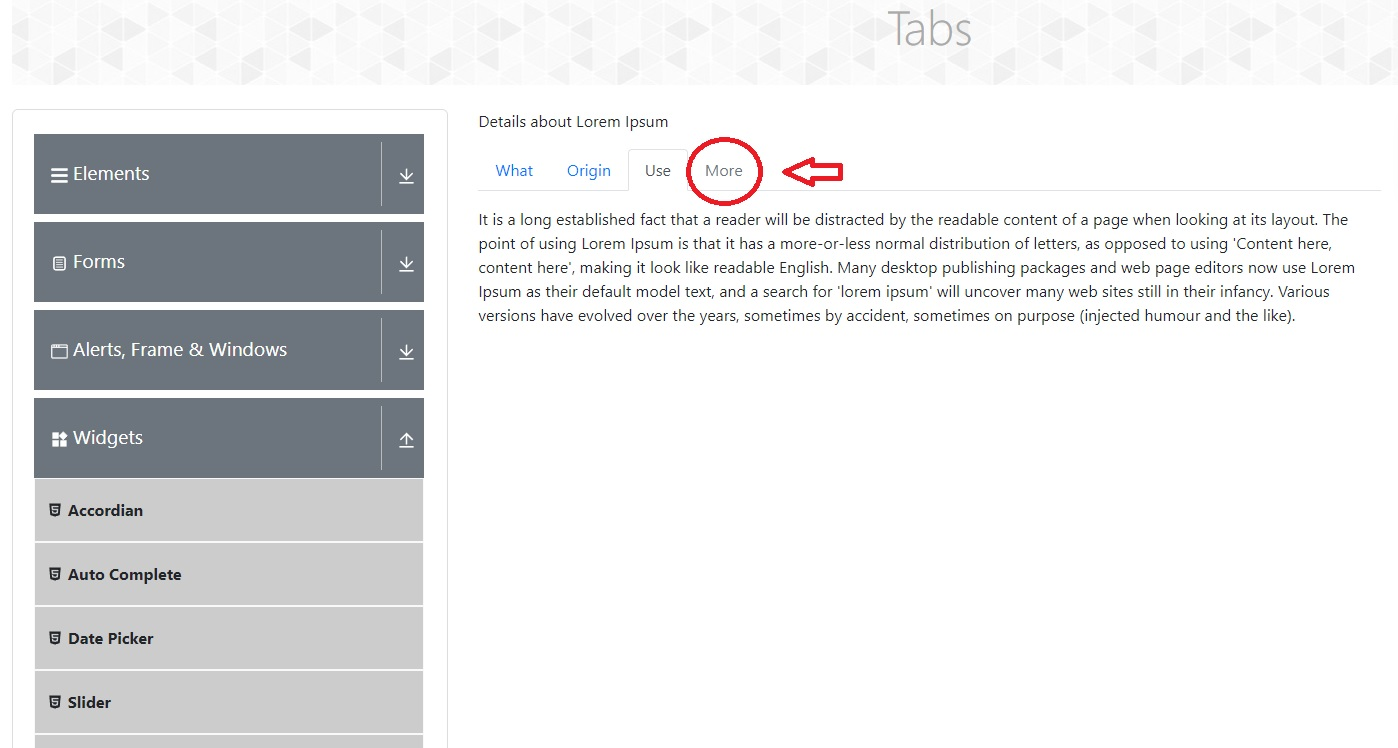 Tabs
Elements
Forms
Alerts, Frame & Windows
Widgets
Accordian
Auto Complete
Date Picker
Slider
Details about Lorem Ipsum
What Origin Use More
It is a long established fact that a reader will be distracted by the readable content of a page when looking at its layout. The
point of using Lorem Ipsum is that it has a more-or-less normal distribution of letters, as opposed to using 'Content here,
content here', making it look like readable English. Many desktop publishing packages and web page editors now use Lorem
Ipsum as their default model text, and a search for 'lorem ipsum' will uncover many web sites still in their infancy. Various
versions have evolved over the years, sometimes by accident, sometimes on purpose (injected humour and the like).